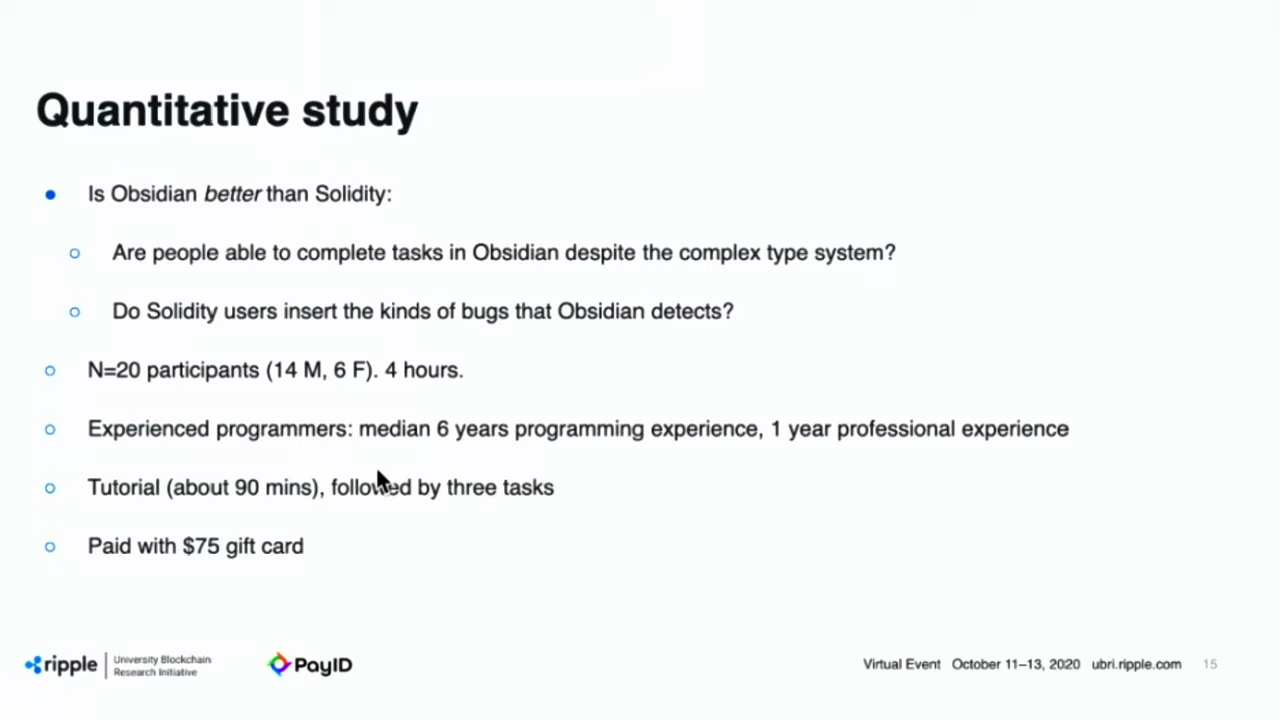 Quantitative study
Is Obsidian better than Solidity:
Are people able to complete tasks in Obsidian despite the complex type system?
Do Solidity users insert the kinds of bugs that Obsidian detects?
N=20 participants (14 M, 6 F). 4 hours.
Experienced programmers: median 6 years programming experience, 1 year professional experience
Tutorial (about 90 mins), followed by three tasks
Paid with $75 gift card
ripple
University Blockchain
Research Initiative
PayID
Virtual Event October 11–13, 2020 ubri.ripple.com 15